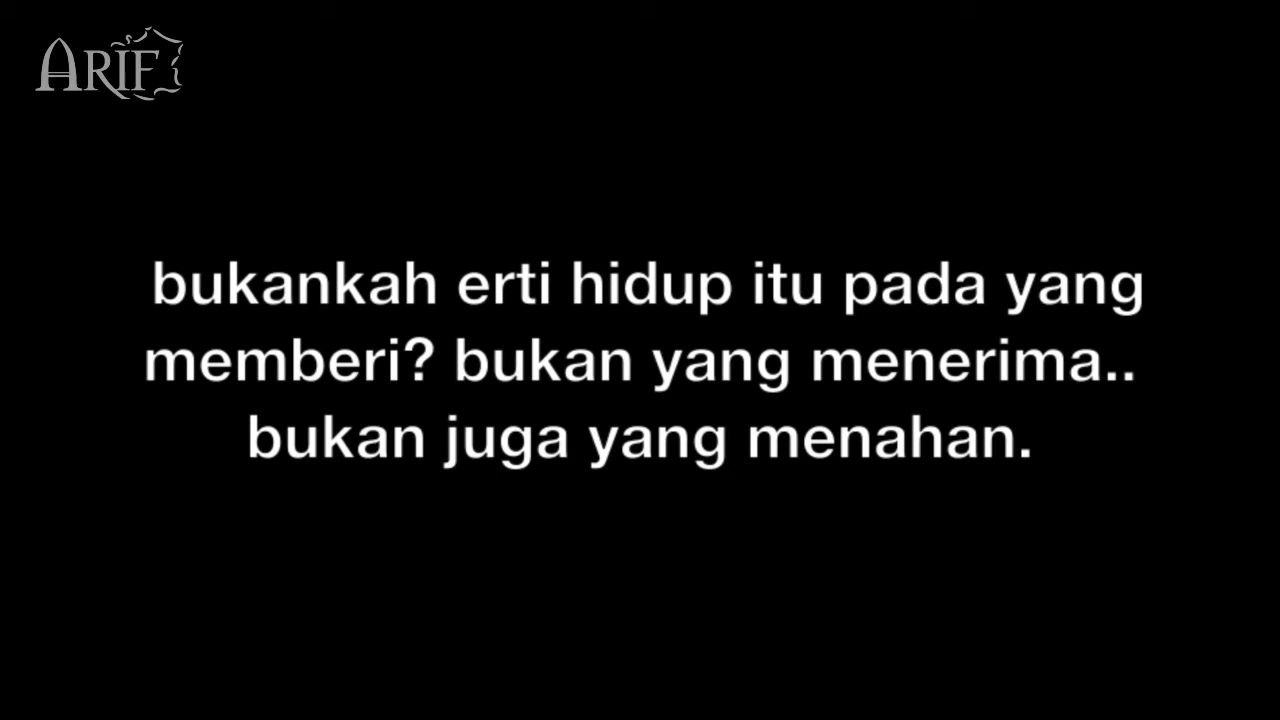 ARIF
bukankah erti hidup itu pada yang
memberi? bukan yang menerima..
bukan juga yang menahan.